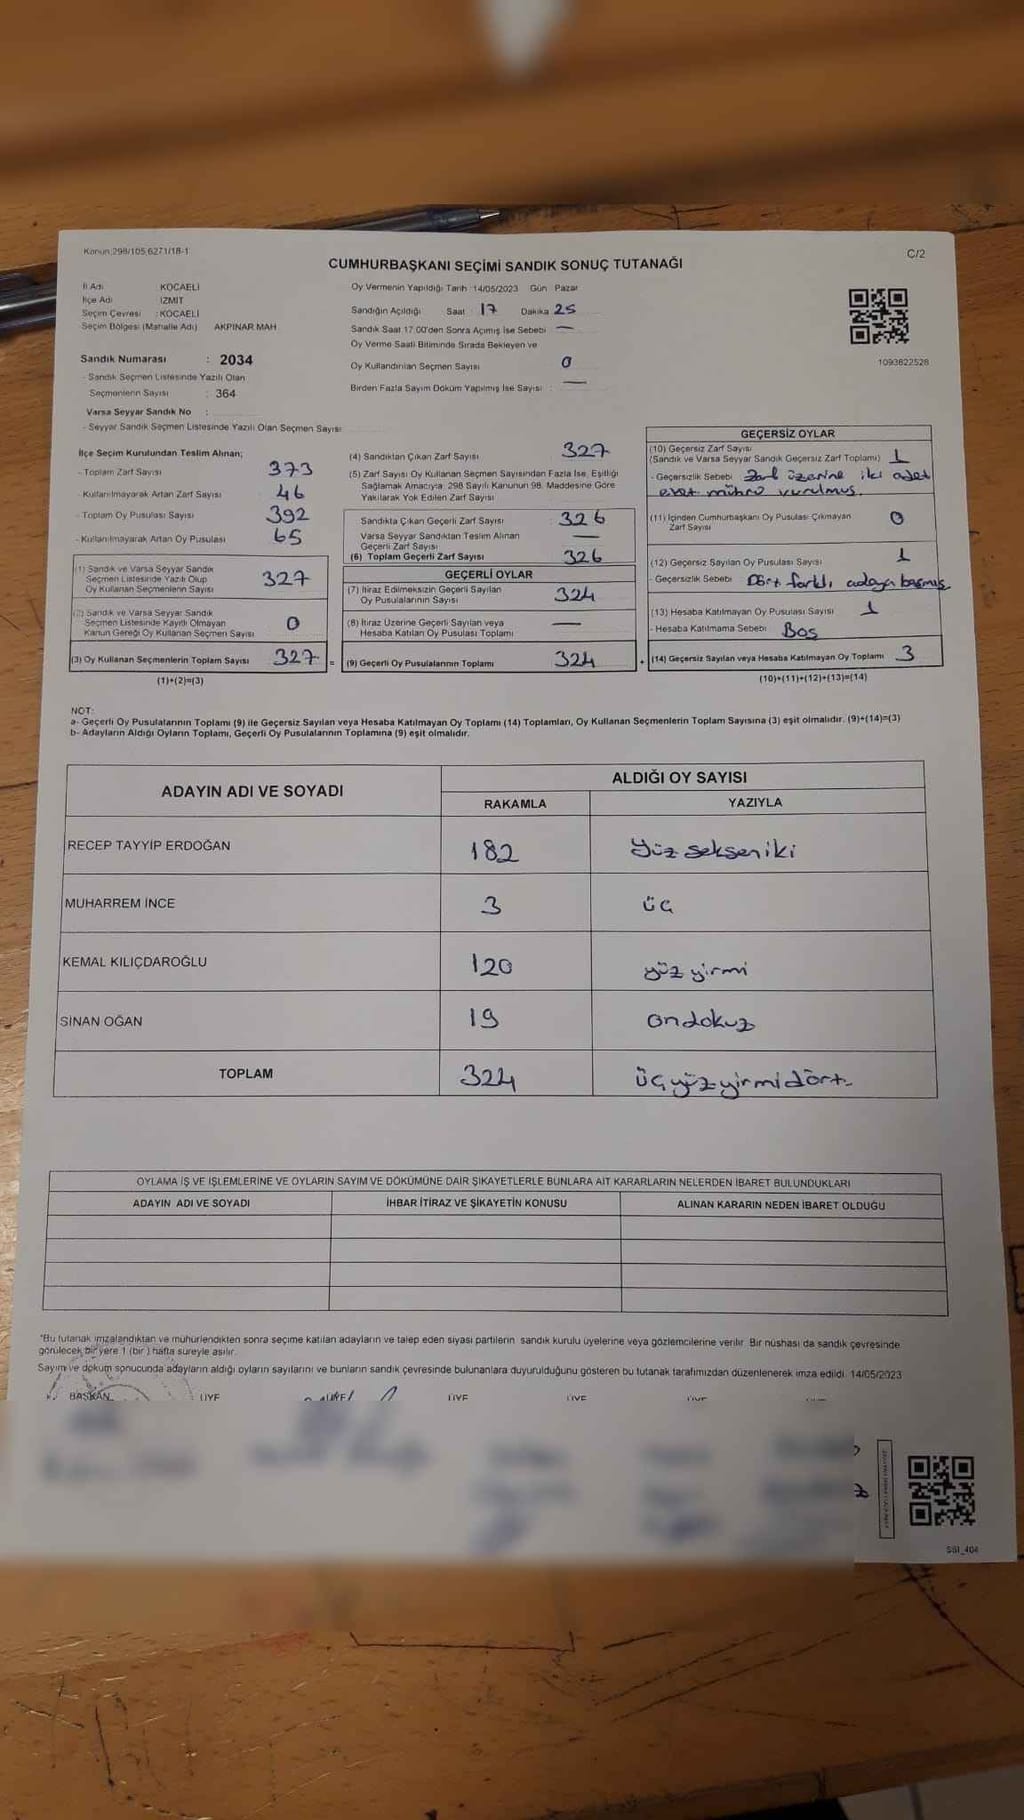 Kanun:298/105,6271/18-1
C/2
CUMHURBAŞKANI SEÇİMİ SANDIK SONUÇ TUTANAĞI
İl Adı : KOCAELİ
İlçe Adı : İZMİT
Seçim Çevresi : KOCAELİ
Seçim Bölgesi (Mahalle Adı) AKPINAR MAH
Sandık Numarası : 2034
- Sandık Seçmen Listesinde Yazılı Olan
Seçmenlerin Sayısı : 364
Varsa Seyyar Sandık No :
- Seyyar Sandık Seçmen Listesinde Yazılı Olan Seçmen Sayısı
Oy Vermenin Yapıldığı Tarih :14/05/2023 Gün Pazar
Sandığın Açıldığı Saat : 17 Dakika 25
Sandık Saat 17.00'den Sonra Açımış İse Sebebi —
Oy Verme Saati Bitiminde Sırada Bekleyen ve
Oy Kullandırılan Seçmen Sayısı 0
Birden Fazla Sayım Döküm Yapılmış İse Sayısı : —
1093822528
İlçe Seçim Kurulundan Teslim Alınan;
- Toplam Zarf Sayısı 373
- Kullanılmayarak Artan Zarf Sayısı 46
- Toplam Oy Pusulası Sayısı 392
- Kullanılmayarak Artan Oy Pusulası 65
(1) Sandık ve Varsa Seyyar Sandık
Seçmen Listesinde Yazılı Olup
Oy Kullanan Seçmenlerin Sayısı 327
(2) Sandık ve Varsa Seyyar Sandık
Seçmen Listesinde Kayıtlı Olmayan
Kanun Gereği Oy Kullanan Seçmen Sayısı 0
(3) Oy Kullanan Seçmenlerin Toplam Sayısı 327 =
(1)+(2)=(3)
(4) Sandıktan Çıkan Zarf Sayısı 327
(5) Zarf Sayısı Oy Kullanan Seçmen Sayısından Fazla İse, Eşitliği
Sağlamak Amacıyla; 298 Sayılı Kanunun 98. Maddesine Göre
Yakılarak Yok Edilen Zarf Sayısı
Sandıkta Çıkan Geçerli Zarf Sayısı : 326
Varsa Seyyar Sandıktan Teslim Alınan
Geçerli Zarf Sayısı —
(6) Toplam Geçerli Zarf Sayısı 326
GEÇERLİ OYLAR
(7) İtiraz Edilmeksizin Geçerli Sayılan
Oy Pusulalarının Sayısı 324
(8) İtiraz Üzerine Geçerli Sayılan veya
Hesaba Katılan Oy Pusulası Toplamı —
(9) Geçerli Oy Pusulalarının Toplamı 324 +
GEÇERSİZ OYLAR
(10) Geçersiz Zarf Sayısı
(Sandık ve Varsa Seyyar Sandık Geçersiz Zarf Toplamı) 1
- Geçersizlik Sebebi Zarf üzerine iki adet
evet mührü vurulmuş.
(11) İçinden Cumhurbaşkanı Oy Pusulası Çıkmayan
Zarf Sayısı 0
(12) Geçersiz Sayılan Oy Pusulası Sayısı 1
- Geçersizlik Sebebi Dört farklı adaya basmış
(13) Hesaba Katılmayan Oy Pusulası Sayısı 1
- Hesaba Katılmama Sebebi Boş
(14) Geçersiz Sayılan veya Hesaba Katılmayan Oy Toplamı 3
(10)+(11)+(12)+(13)=(14)
NOT:
a- Geçerli Oy Pusulalarının Toplamı (9) ile Geçersiz Sayılan veya Hesaba Katılmayan Oy Toplamı (14) Toplamları, Oy Kullanan Seçmenlerin Toplam Sayısına (3) eşit olmalıdır. (9)+(14)=(3)
b- Adayların Aldığı Oyların Toplamı, Geçerli Oy Pusulalarının Toplamına (9) eşit olmalıdır.
ADAYIN ADI VE SOYADI
ALDIĞI OY SAYISI
RAKAMLA YAZIYLA
RECEP TAYYİP ERDOĞAN 182 Yüz sekseniki
MUHARREM İNCE 3 üç
KEMAL KILIÇDAROĞLU 120 yüz yirmi
SİNAN OĞAN 19 ondokuz
TOPLAM 324 üçyüzyirmidört
OYLAMA İŞ VE İŞLEMLERİNE VE OYLARIN SAYIM VE DÖKÜMÜNE DAİR ŞİKAYETLERLE BUNLARA AİT KARARLARIN NELERDEN İBARET BULUNDUKLARI
ADAYIN ADI VE SOYADI İHBAR İTİRAZ VE ŞİKAYETİN KONUSU ALINAN KARARIN NEDEN İBARET OLDUĞU
*Bu tutanak imzalandıktan ve mühürlendikten sonra seçime katılan adayların ve talep eden siyasi partilerin sandık kurulu üyelerine veya gözlemcilerine verilir. Bir nüshası da sandık çevresinde
görülecek bir yere 1 (bir) hafta süreyle asılır.
Sayım ve döküm sonucunda adayların aldığı oyların sayılarını ve bunların sandık çevresinde bulunanlara duyurulduğunu gösteren bu tutanak tarafımızdan düzenlenerek imza edildi. 14/05/2023
BAŞKAN ÜYE ÜYE ÜYE ÜYE
SSI_404